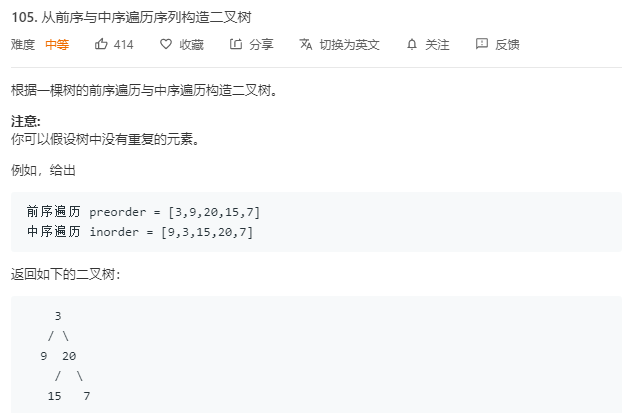 105. 从前序与中序遍历序列构造二叉树
难度 中等 414 收藏 分享 切换为英文 关注 反馈
根据一棵树的前序遍历与中序遍历构造二叉树。
注意:
你可以假设树中没有重复的元素。
例如，给出
前序遍历 preorder = [3,9,20,15,7]
中序遍历 inorder = [9,3,15,20,7]
返回如下的二叉树：
3
/ \
9 20
/ \
15 7